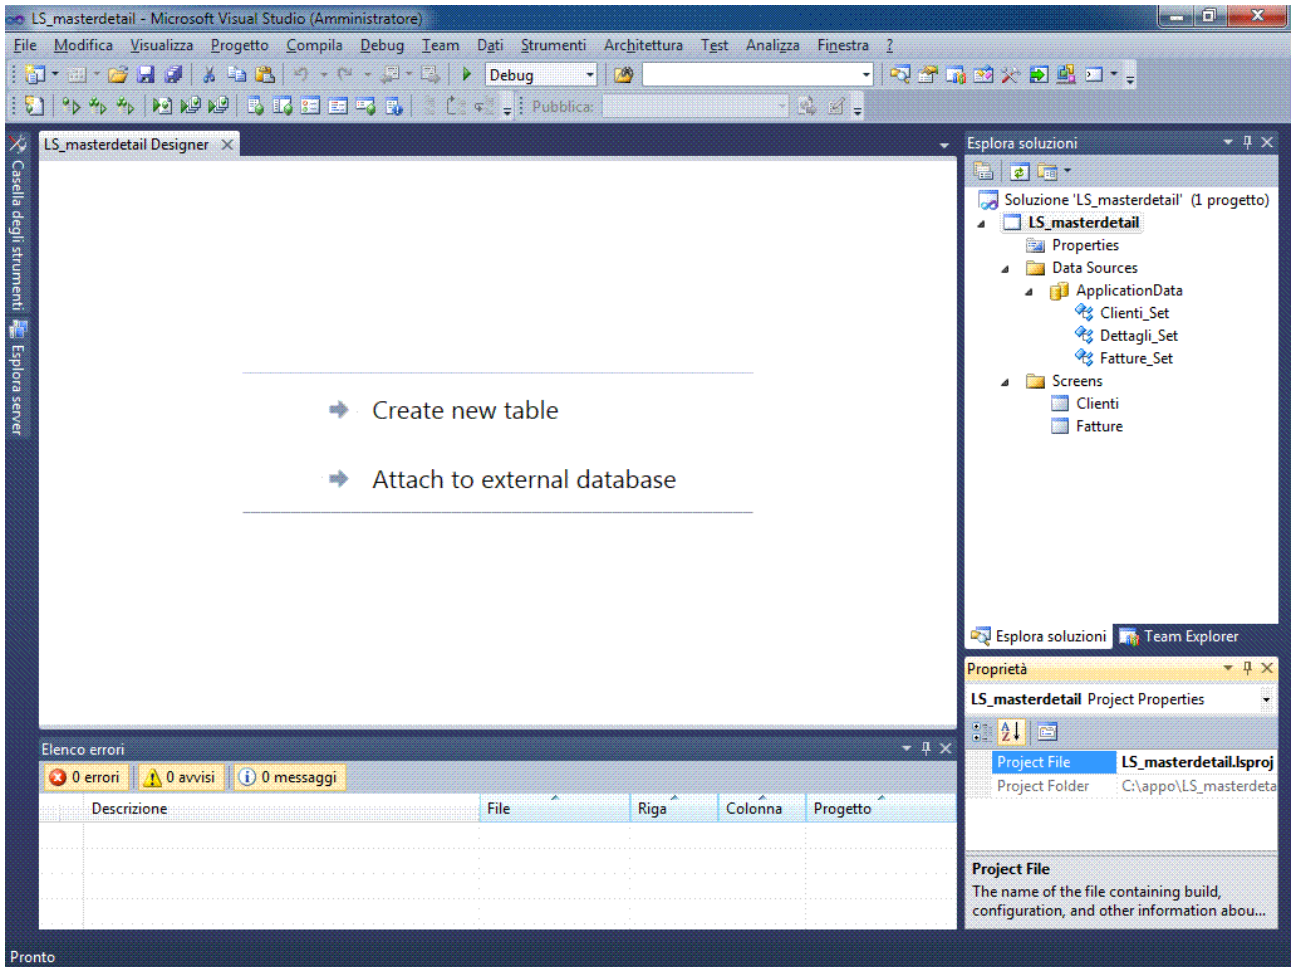 LS_masterdetail - Microsoft Visual Studio (Amministratore)
File Modifica Visualizza Progetto Compila Debug Team Dati Strumenti Architettura Test Analizza Finestra ?
Debug
Pubblica:
Casella degli strumenti
Esplora server
LS_masterdetail Designer
Create new table
Attach to external database
Esplora soluzioni
Soluzione 'LS_masterdetail' (1 progetto)
LS_masterdetail
Properties
Data Sources
ApplicationData
Clienti_Set
Dettagli_Set
Fatture_Set
Screens
Clienti
Fatture
Esplora soluzioni Team Explorer
Proprietà
LS_masterdetail Project Properties
Project File LS_masterdetail.lsproj
Project Folder C:\appo\LS_masterdeta
Project File
The name of the file containing build,
configuration, and other information abou...
Elenco errori
0 errori 0 avvisi 0 messaggi
Descrizione File Riga Colonna Progetto
Pronto